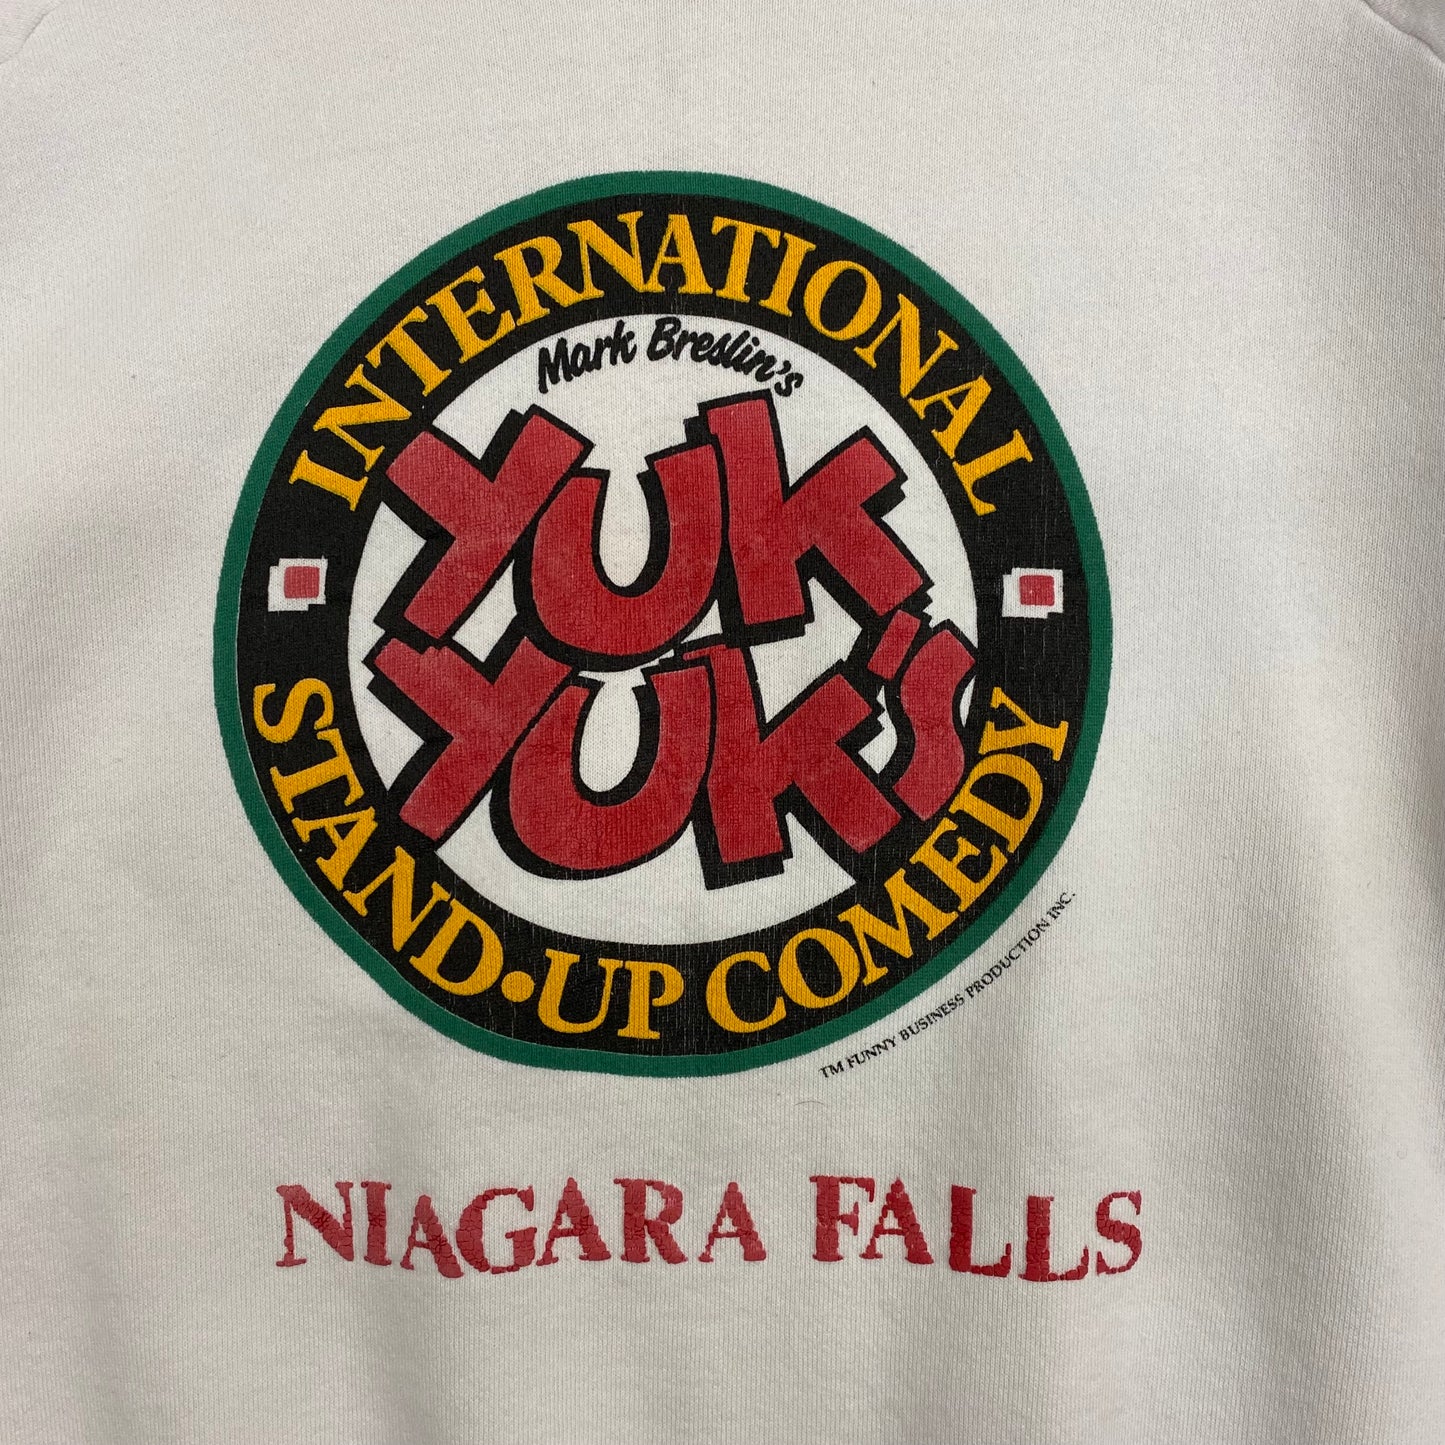 INTERNATIONAL
Mark Breslin's
YUK
YUK'S
STAND·UP COMEDY
TM FUNNY BUSINESS PRODUCTION INC.
NIAGARA FALLS